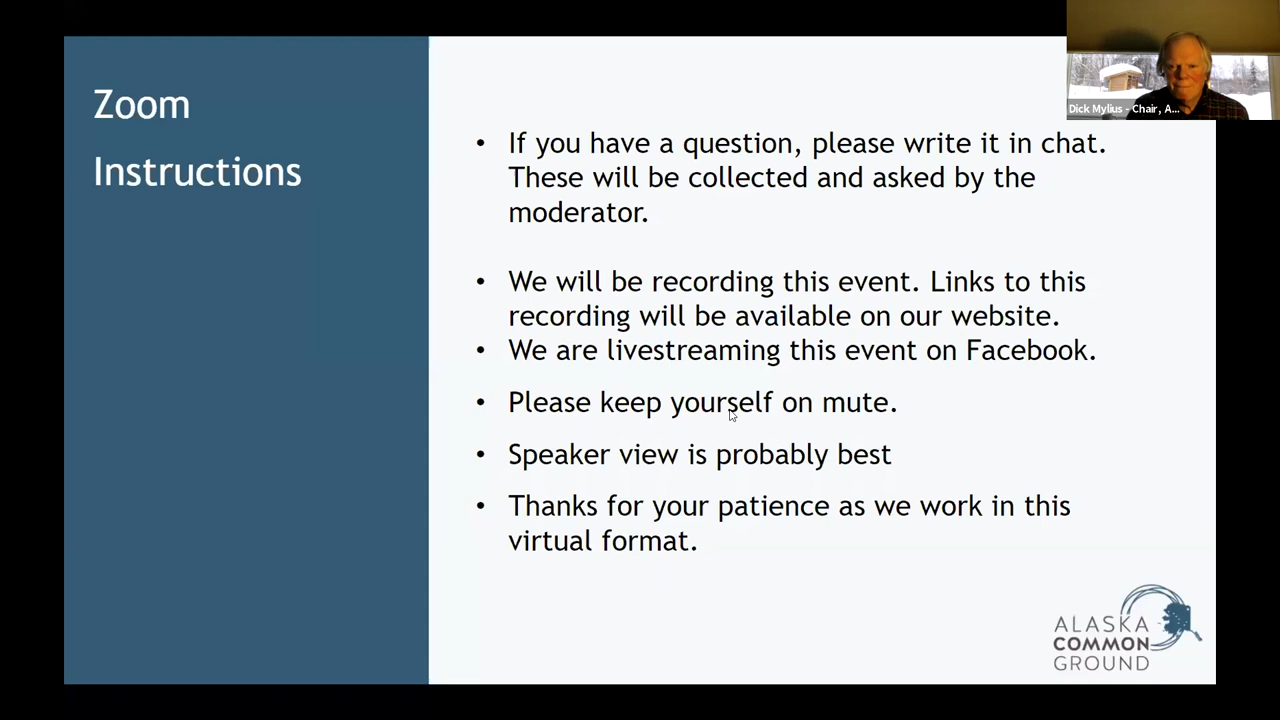 Zoom
Instructions
Dick Mylius - Chair, A...
• If you have a question, please write it in chat.
These will be collected and asked by the
moderator.
• We will be recording this event. Links to this
recording will be available on our website.
• We are livestreaming this event on Facebook.
• Please keep yourself on mute.
• Speaker view is probably best
• Thanks for your patience as we work in this
virtual format.
ALASKA
COMMON
GROUND